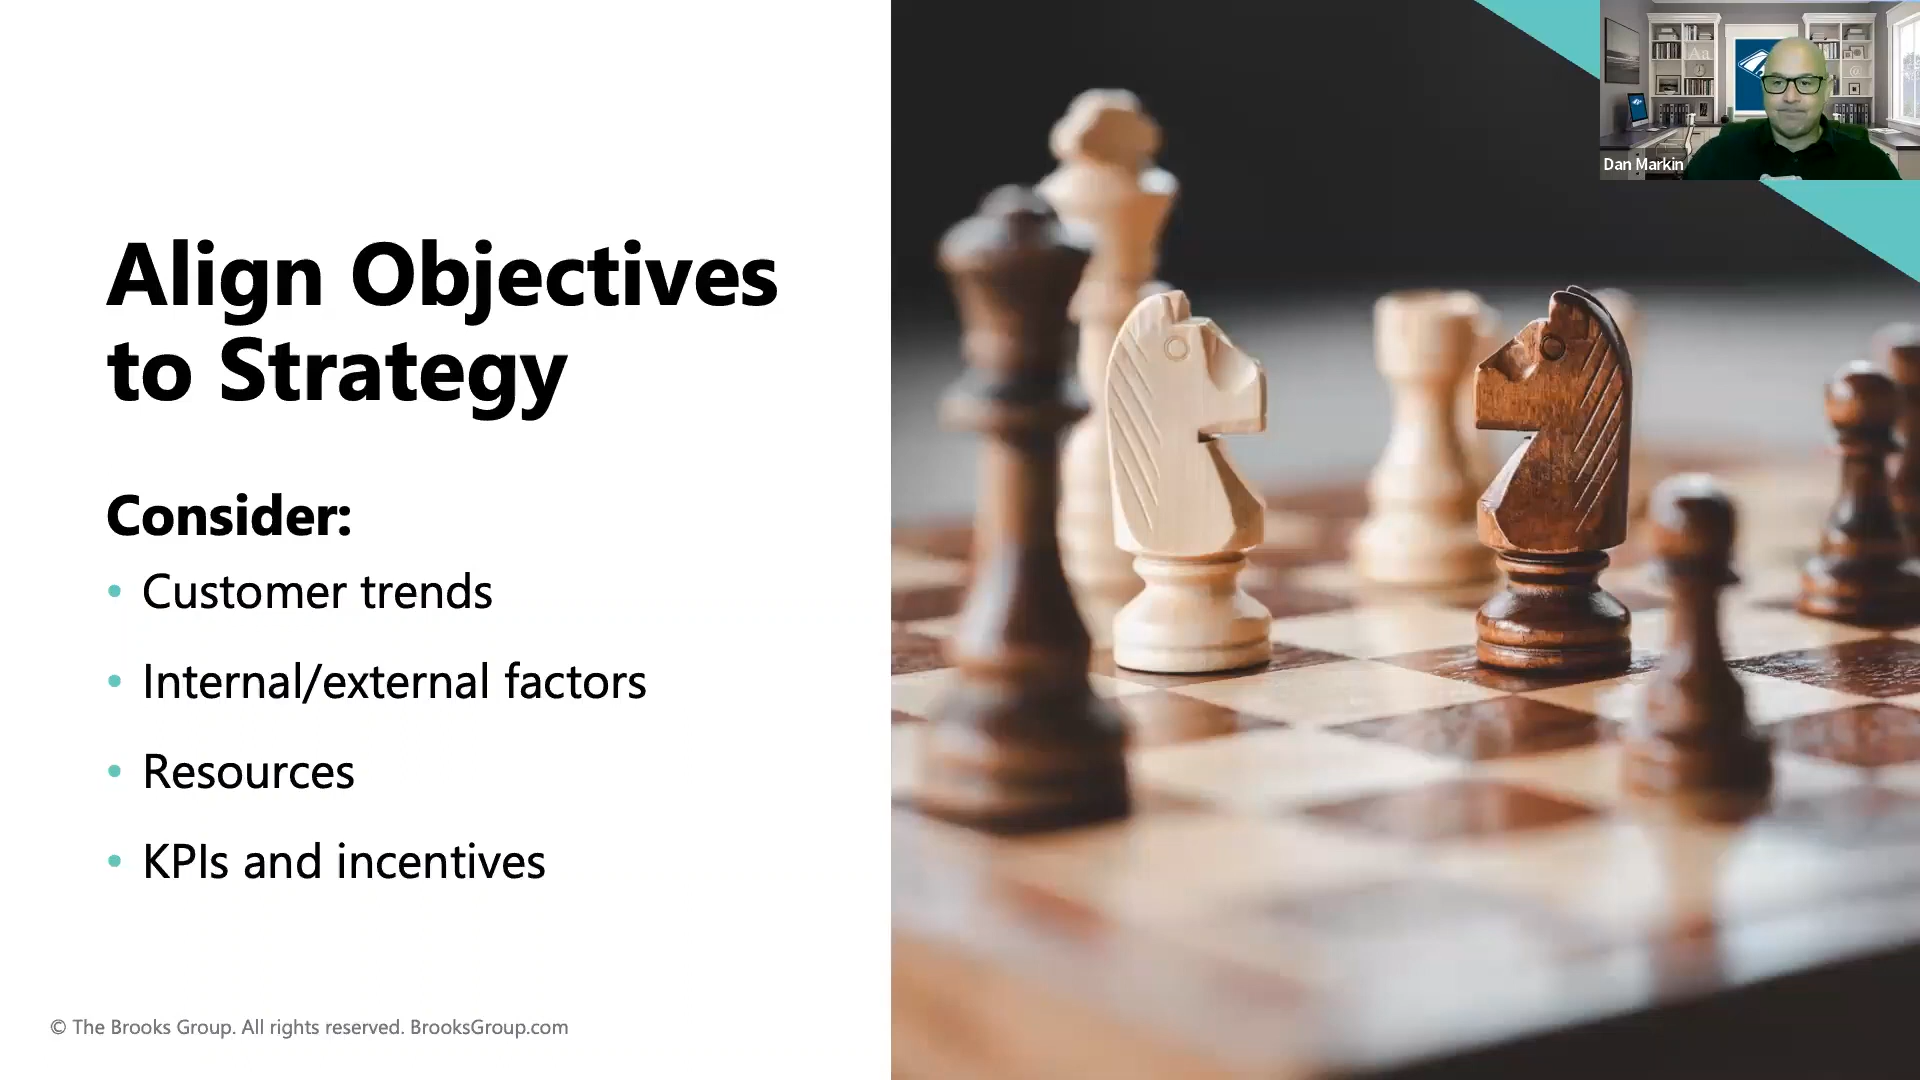 Align Objectives
to Strategy
Consider:
• Customer trends
• Internal/external factors
• Resources
• KPIs and incentives
© The Brooks Group. All rights reserved. BrooksGroup.com
Dan Markin